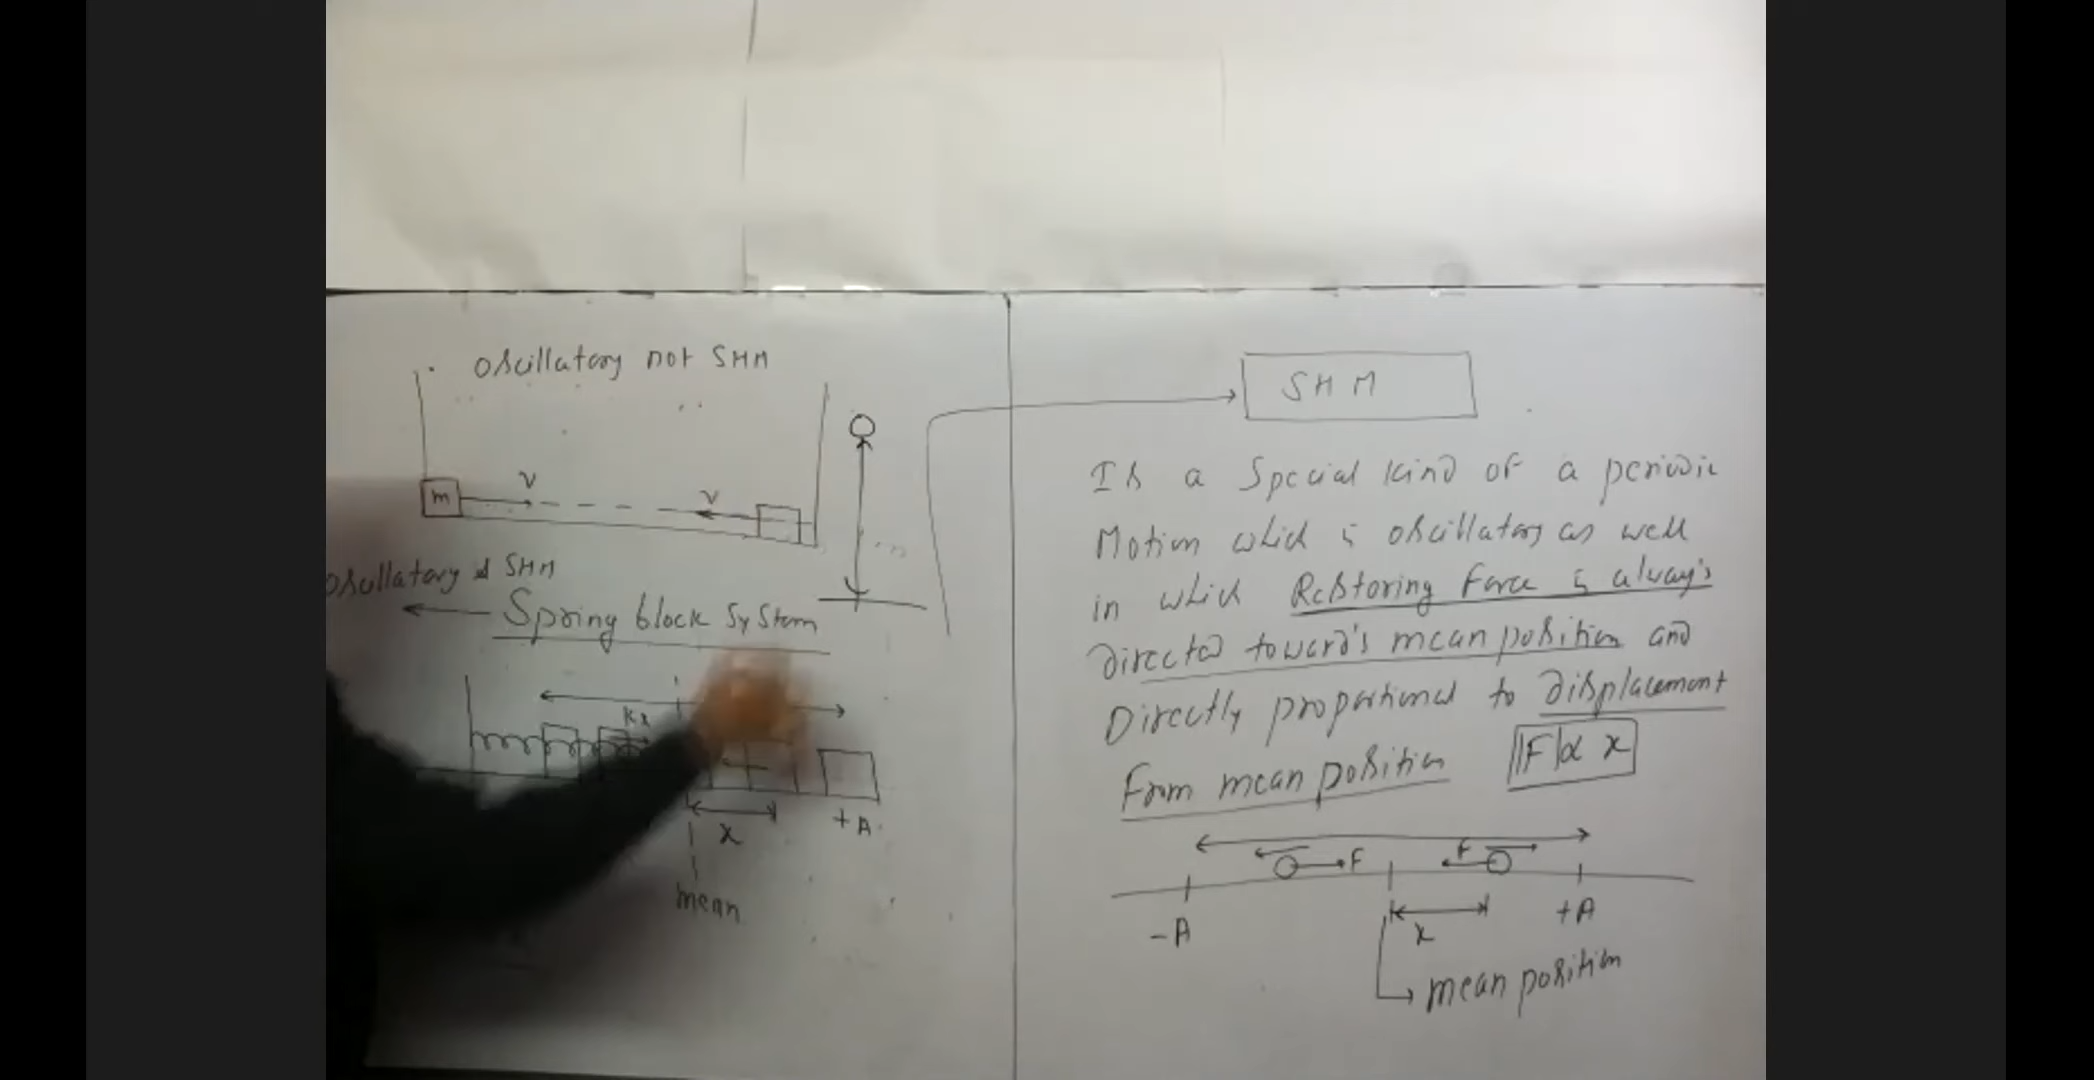 Oscillatory not SHM
m
v
v
Oscillatory & SHM
Spring block System
Kx
x
+A
mean
SHM
Is a Special kind of a periodic
Motion which is oscillatory as well
in which Restoring Force is always
directed toward's mean position and
Directly proportional to displacement
From mean position |F| ∝ x
F
F
-A
x
+A
mean position